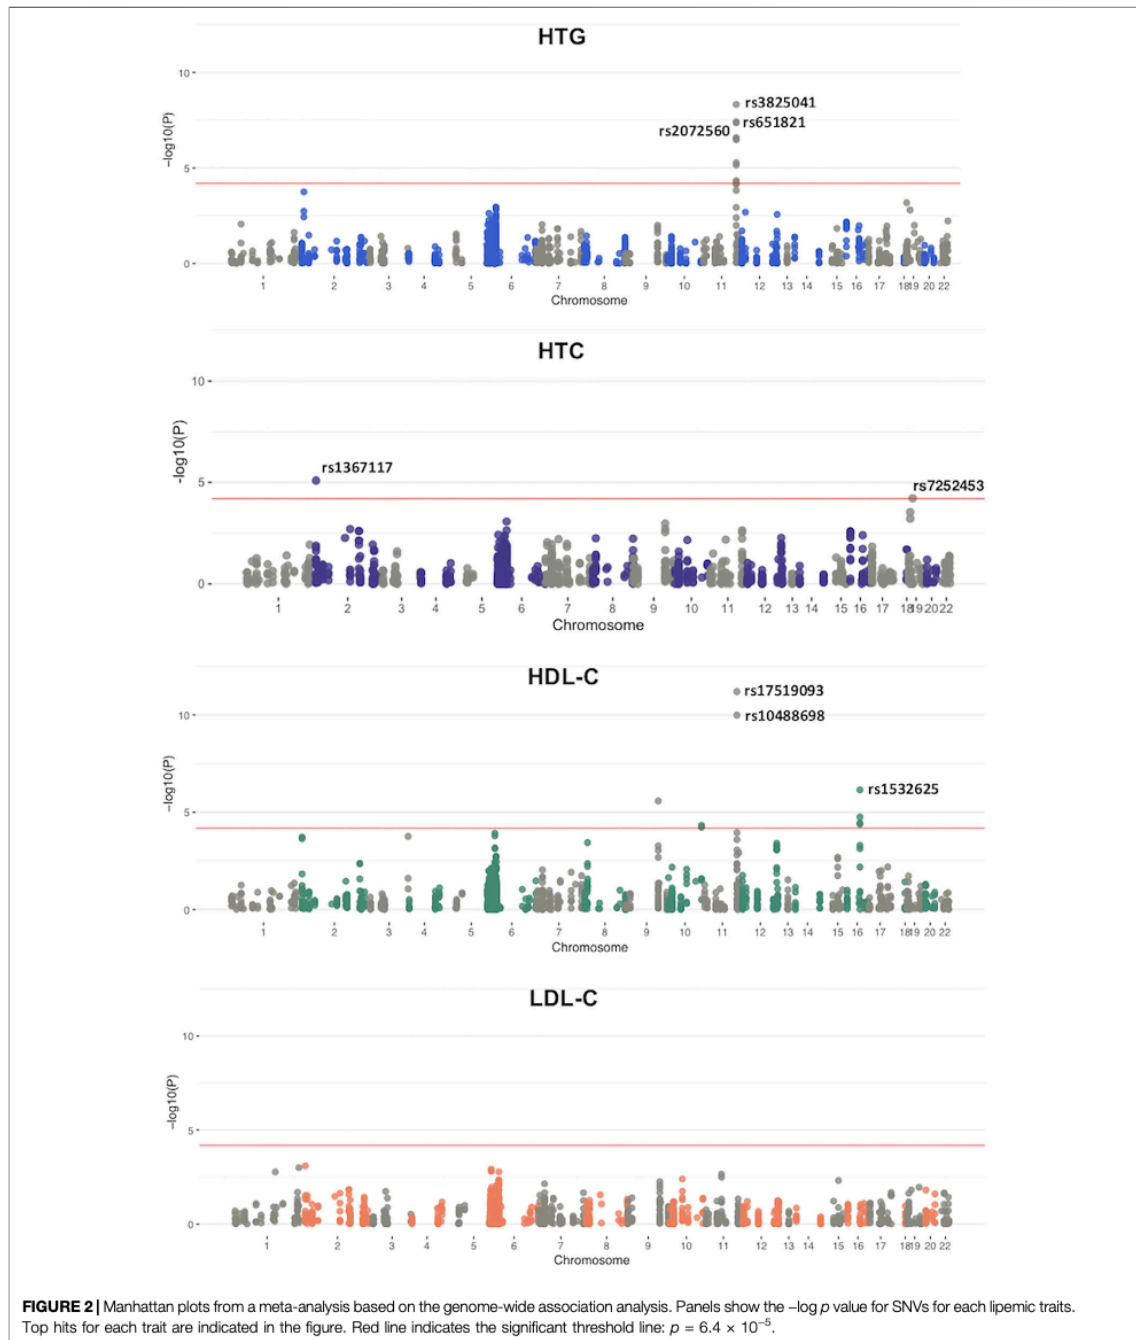 HTG
10
rs3825041
rs651821
rs2072560
−log10(P)
5
0
1 2 3 4 5 6 7 8 9 10 11 12 13 14 15 16 17 18 19 20 22
Chromosome
HTC
10
-log10(P)
rs1367117
5
rs7252453
0
1 2 3 4 5 6 7 8 9 10 11 12 13 14 15 16 17 18 19 20 22
Chromosome
HDL-C
rs17519093
10
rs10488698
−log10(P)
rs1532625
5
0
1 2 3 4 5 6 7 8 9 10 11 12 13 14 15 16 17 18 19 20 22
Chromosome
LDL-C
10
−log10(P)
5
0
1 2 3 4 5 6 7 8 9 10 11 12 13 14 15 16 17 18 19 20 22
Chromosome
FIGURE 2 | Manhattan plots from a meta-analysis based on the genome-wide association analysis. Panels show the −log p value for SNVs for each lipemic traits.
Top hits for each trait are indicated in the figure. Red line indicates the significant threshold line: p = 6.4 × 10⁻⁵.